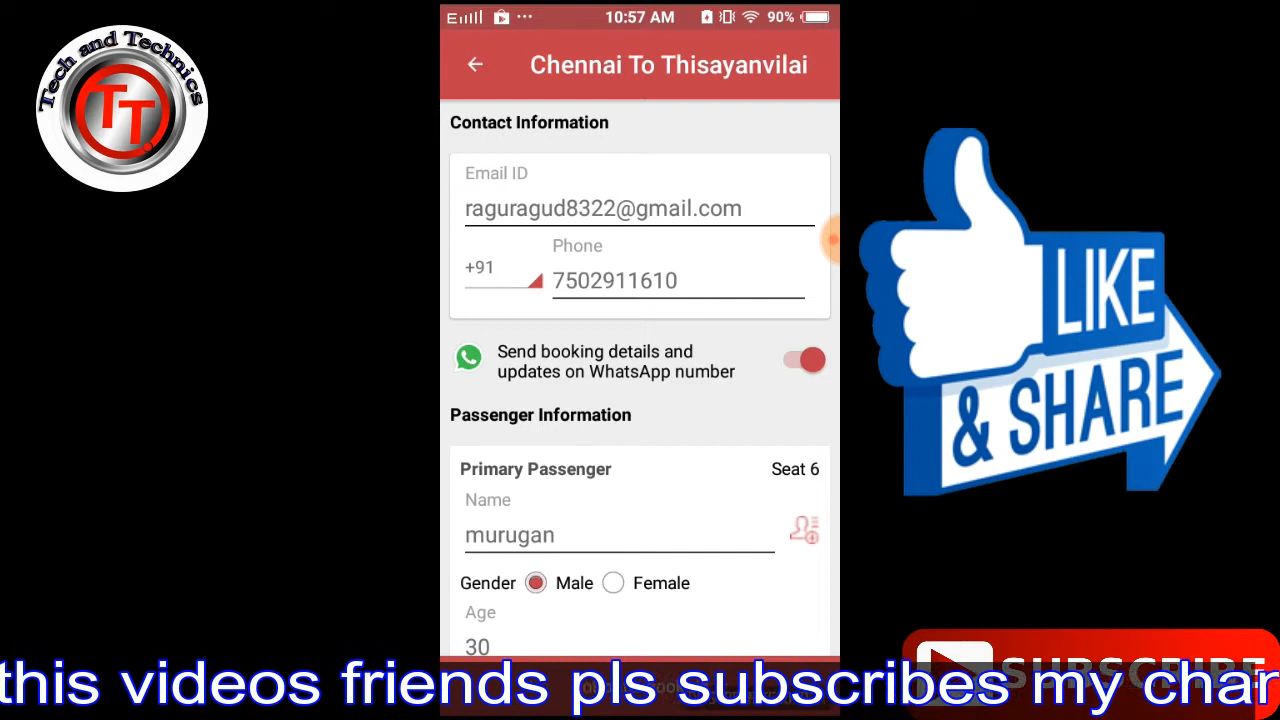 Tech and Technics
TT
10:57 AM
90%
Chennai To Thisayanvilai
Contact Information
Email ID
raguragud8322@gmail.com
Phone
+91
7502911610
Send booking details and
updates on WhatsApp number
Passenger Information
Primary Passenger
Seat 6
Name
murugan
Gender Male Female
Age
30
LIKE
& SHARE
SUBSCRIBE
this videos friends pls subscribes my chan